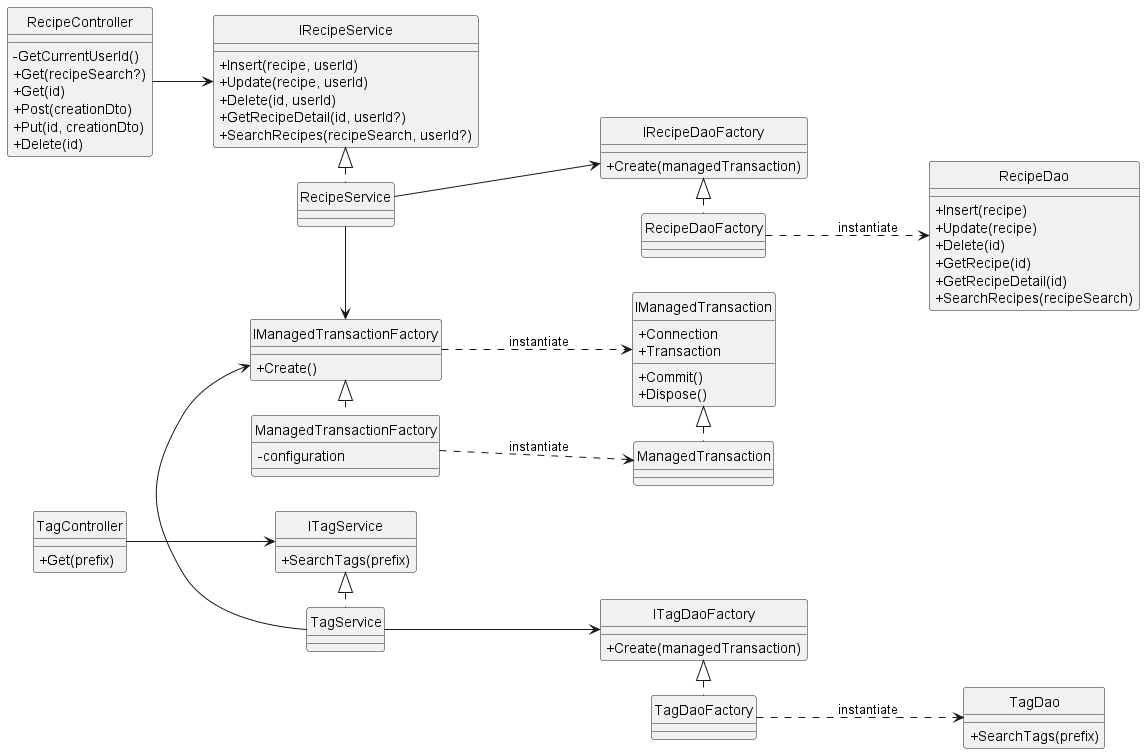 RecipeController
-GetCurrentUserId()
+Get(recipeSearch?)
+Get(id)
+Post(creationDto)
+Put(id, creationDto)
+Delete(id)
IRecipeService
+Insert(recipe, userId)
+Update(recipe, userId)
+Delete(id, userId)
+GetRecipeDetail(id, userId?)
+SearchRecipes(recipeSearch, userId?)
RecipeService
IRecipeDaoFactory
+Create(managedTransaction)
RecipeDaoFactory
instantiate
RecipeDao
+Insert(recipe)
+Update(recipe)
+Delete(id)
+GetRecipe(id)
+GetRecipeDetail(id)
+SearchRecipes(recipeSearch)
IManagedTransactionFactory
+Create()
instantiate
IManagedTransaction
+Connection
+Transaction
+Commit()
+Dispose()
ManagedTransactionFactory
-configuration
instantiate
ManagedTransaction
TagController
+Get(prefix)
ITagService
+SearchTags(prefix)
TagService
ITagDaoFactory
+Create(managedTransaction)
TagDaoFactory
instantiate
TagDao
+SearchTags(prefix)